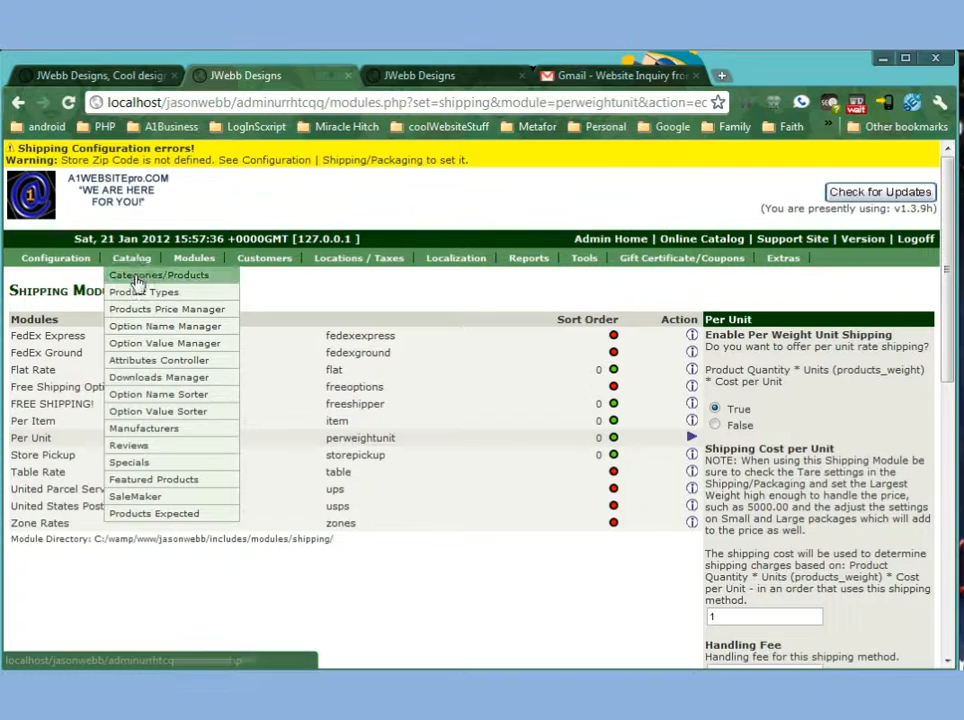 JWebb Designs, Cool desig
JWebb Designs
JWebb Designs
Gmail - Website Inquiry fro
localhost/jasonwebb/adminurrhtcqq/modules.php?set=shipping&module=perweightunit&action=ec
android
PHP
A1Business
LogInScxript
Miracle Hitch
coolWebsiteStuff
Metafor
Personal
Google
Family
Faith
Other bookmarks
Shipping Configuration errors!
Warning: Store Zip Code is not defined. See Configuration | Shipping/Packaging to set it.
A1WEBSITEpro.COM
"WE ARE HERE
FOR YOU!"
Check for Updates
(You are presently using: v1.3.9h)
Sat, 21 Jan 2012 15:57:36 +0000GMT [127.0.0.1 ]
Admin Home | Online Catalog | Support Site | Version | Logoff
Configuration
Catalog
Modules
Customers
Locations / Taxes
Localization
Reports
Tools
Gift Certificate/Coupons
Extras
Categories/Products
Product Types
Products Price Manager
Option Name Manager
Option Value Manager
Attributes Controller
Downloads Manager
Option Name Sorter
Option Value Sorter
Manufacturers
Reviews
Specials
Featured Products
SaleMaker
Products Expected
SHIPPING MOD
Modules
Sort Order
Action
FedEx Express
fedexexpress
FedEx Ground
fedexground
Flat Rate
flat
0
Free Shipping Opti
freeoptions
FREE SHIPPING!
freeshipper
0
Per Item
item
0
Per Unit
perweightunit
0
Store Pickup
storepickup
0
Table Rate
table
United Parcel Serv
ups
United States Post
usps
Zone Rates
zones
Module Directory: C:/wamp/www/jasonwebb/includes/modules/shipping/
Per Unit
Enable Per Weight Unit Shipping
Do you want to offer per unit rate shipping?
Product Quantity * Units (products_weight)
* Cost per Unit
True
False
Shipping Cost per Unit
NOTE: When using this Shipping Module be
sure to check the Tare settings in the
Shipping/Packaging and set the Largest
Weight high enough to handle the price,
such as 5000.00 and the adjust the settings
on Small and Large packages which will add
to the price as well.
The shipping cost will be used to determine
shipping charges based on: Product
Quantity * Units (products_weight) * Cost
per Unit - in an order that uses this shipping
method.
1
Handling Fee
Handling fee for this shipping method.